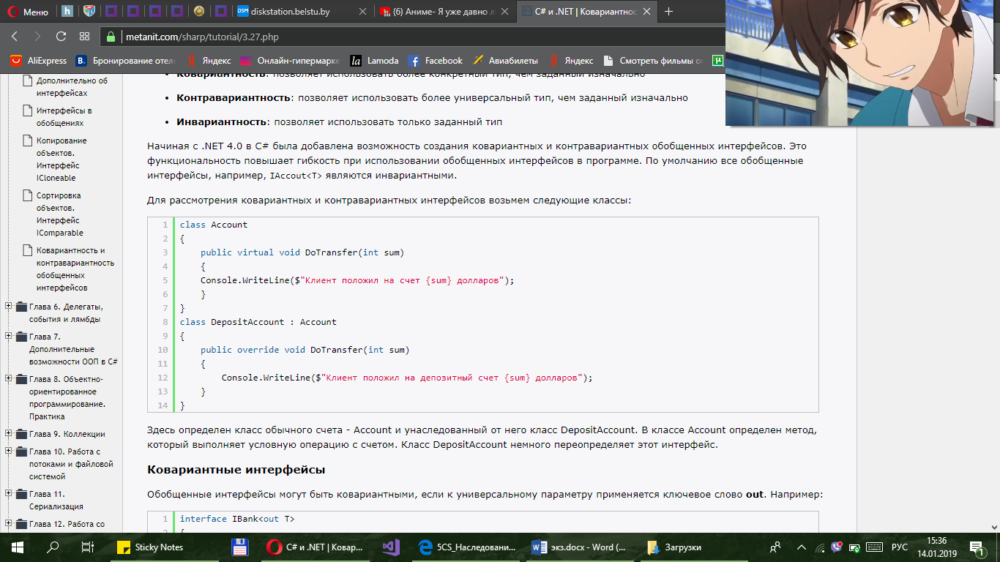 Меню
DSM diskstation.belstu.by
(6) Аниме- Я уже давно л
C# и .NET | Ковариантнос
metanit.com/sharp/tutorial/3.27.php
AliExpress
B. Бронирование отеле
Яндекс
Онлайн-гипермарке
la Lamoda
Facebook
Авиабилеты
Яндекс
Смотреть фильмы о
Дополнительно об
интерфейсах
Интерфейсы в
обобщениях
Копирование
объектов.
Интерфейс
ICloneable
Сортировка
объектов.
Интерфейс
IComparable
Ковариантность и
контравариантность
обобщенных
интерфейсов
Глава 6. Делегаты,
события и лямбды
Глава 7.
Дополнительные
возможности ООП в C#
Глава 8. Объектно-
ориентированное
программирование.
Практика
Глава 9. Коллекции
Глава 10. Работа с
потоками и файловой
системой
Глава 11.
Сериализация
Глава 12. Работа со
Ковариантность: позволяет использовать более конкретный тип, чем заданный изначально
Контравариантность: позволяет использовать более универсальный тип, чем заданный изначально
Инвариантность: позволяет использовать только заданный тип
Начиная с .NET 4.0 в C# была добавлена возможность создания ковариантных и контравариантных обобщенных интерфейсов. Это
функциональность повышает гибкость при использовании обобщенных интерфейсов в программе. По умолчанию все обобщенные
интерфейсы, например, IAccout<T> являются инвариантными.
Для рассмотрения ковариантных и контравариантных интерфейсов возьмем следующие классы:
1 class Account
2 {
3 public virtual void DoTransfer(int sum)
4 {
5 Console.WriteLine($"Клиент положил на счет {sum} долларов");
6 }
7 }
8 class DepositAccount : Account
9 {
10 public override void DoTransfer(int sum)
11 {
12 Console.WriteLine($"Клиент положил на депозитный счет {sum} долларов");
13 }
14 }
Здесь определен класс обычного счета - Account и унаследованный от него класс DepositAccount. В классе Account определен метод,
который выполняет условную операцию с счетом. Класс DepositAccount немного переопределяет этот интерфейс.
Ковариантные интерфейсы
Обобщенные интерфейсы могут быть ковариантными, если к универсальному параметру применяется ключевое слово out. Например:
1 interface IBank<out T>
2 {
Sticky Notes
C# и .NET | Ковар...
5CS_Наследовани...
экз.docx - Word (...
Загрузки
РУС
15:36
14.01.2019
1